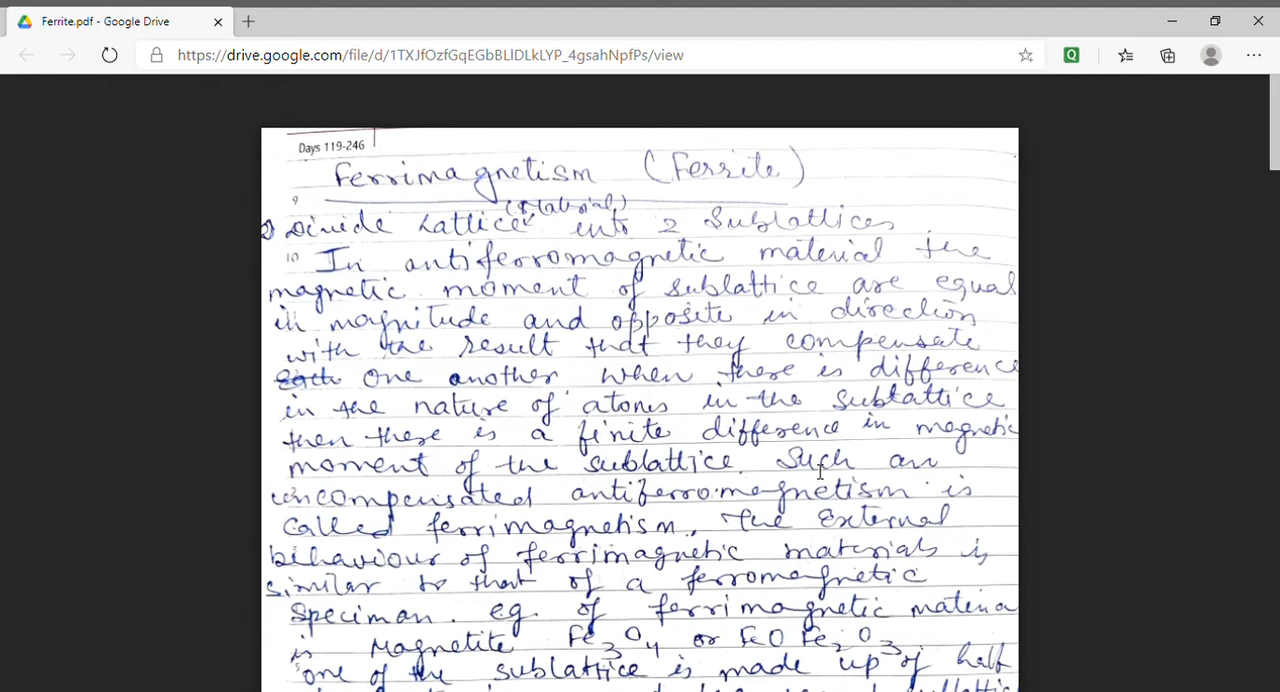 Ferrite.pdf - Google Drive
https://drive.google.com/file/d/1TXJfOzfGqEGbBLlDLkLYP_4gsahNpfPs/view
Days 119-246
Ferrimagnetism (Ferrite)
9
(Material)
Divide Lattice into 2 Sublattices
10 In antiferromagnetic material the
magnetic moment of sublattice are equal
in magnitude and opposite in direction
with the result that they compensate
Each one another when there is difference
in the nature of atoms in the sublattice
then there is a finite difference in magnetic
moment of the sublattice. Such an
uncompensated antiferromagnetism is
called ferrimagnetism. The External
behaviour of ferrimagnetic materials is
similar to that of a ferromagnetic
speciman. eg. of ferrimagnetic materia
is Magnetite Fe3O4 or FeO Fe2O3
one of the sublattice is made up of half